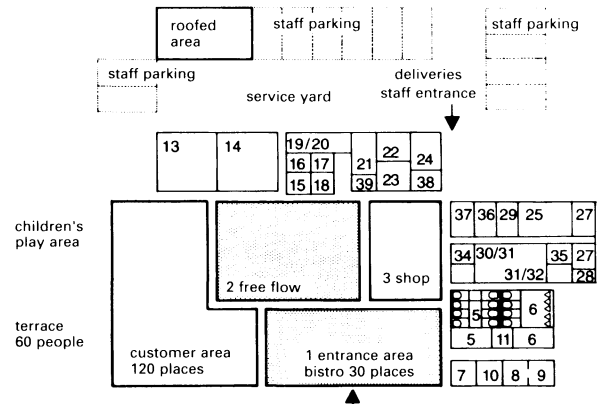 roofed
area
staff parking
staff parking
staff parking
deliveries
staff entrance
service yard
13
14
19/20
16 17
15 18
21
39
22
23
24
38
37 36 29 25 27
children's
play area
34 30/31 35 27
31/32 28
2 free flow
3 shop
5 6
5 11 6
terrace
60 people
customer area
120 places
1 entrance area
bistro 30 places
7 10 8 9